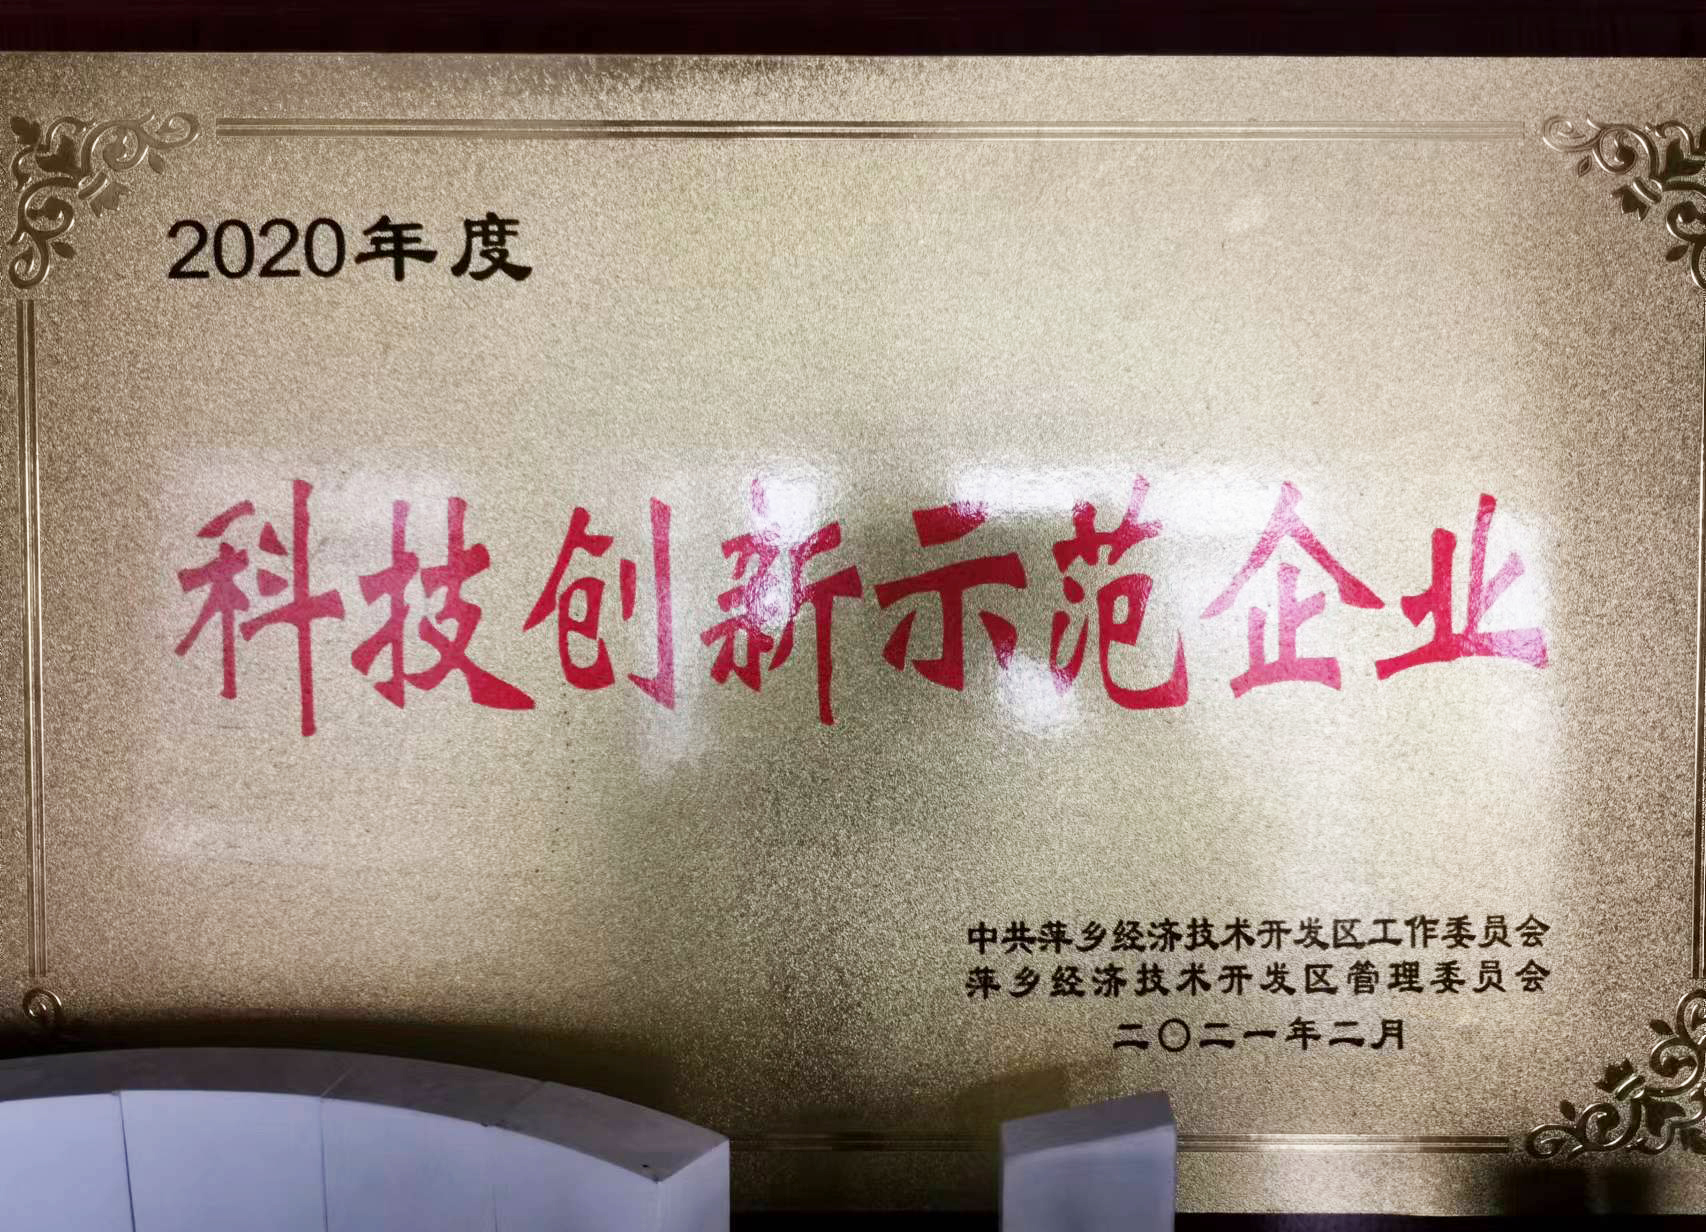 2020年度
科技创新示范企业
中共萍乡经济技术开发区工作委员会
萍乡经济技术开发区管理委员会
二〇二一年二月